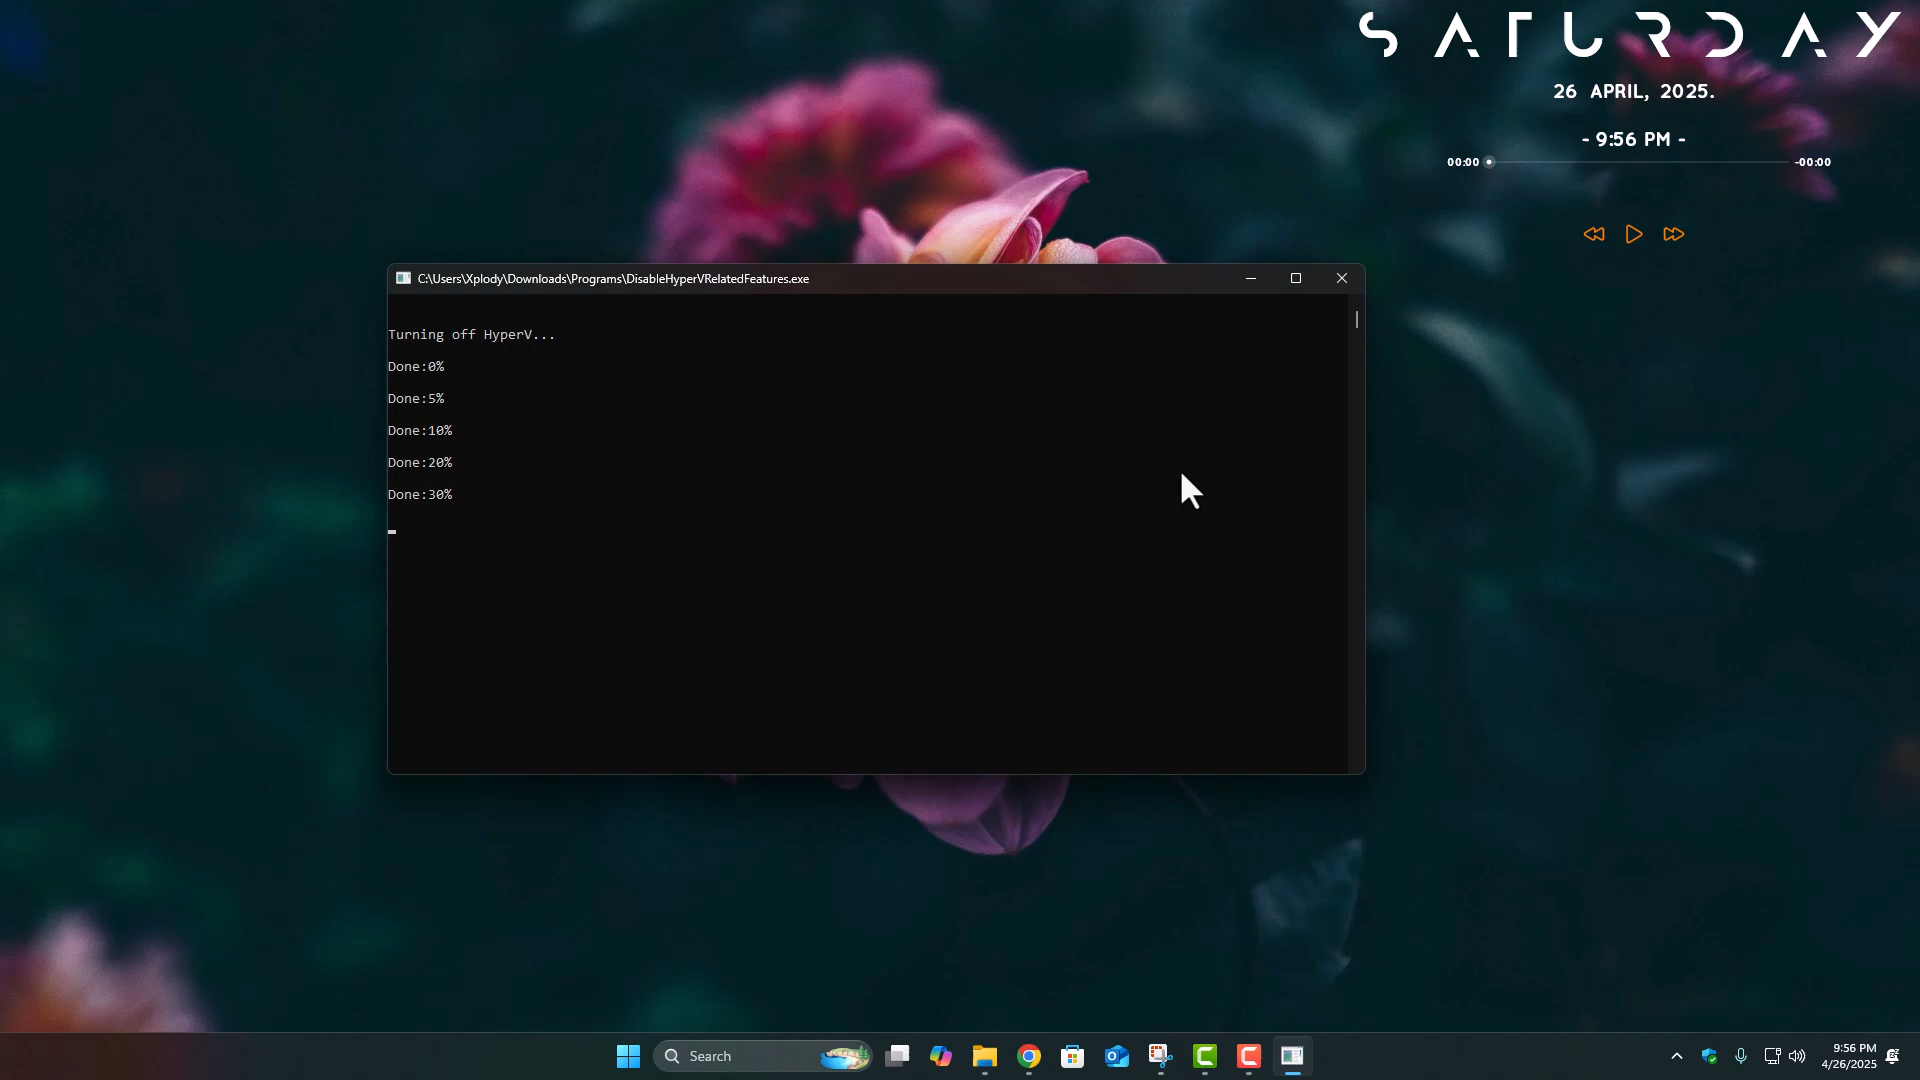 SATURDAY
26 APRIL, 2025.
- 9:56 PM -
00:00 -00:00
C:\Users\Xplody\Downloads\Programs\DisableHyperVRelatedFeatures.exe
Turning off HyperV...
Done:0%
Done:5%
Done:10%
Done:20%
Done:30%
Search
9:56 PM
4/26/2025